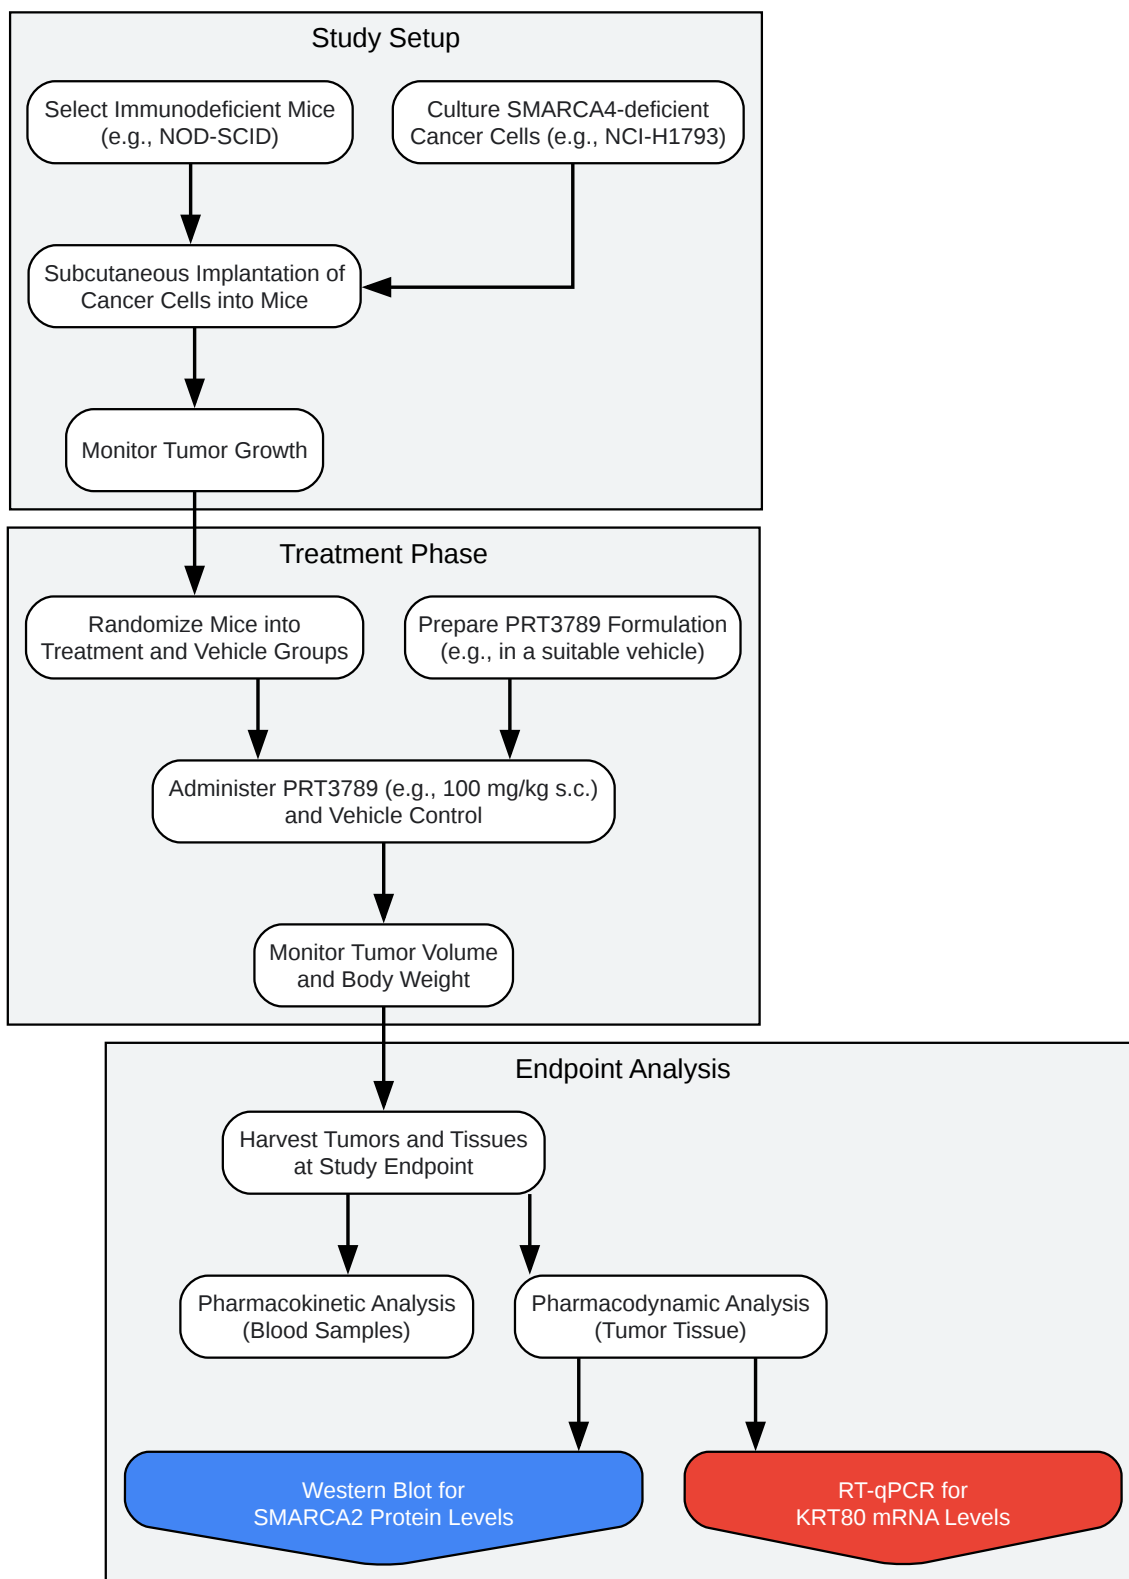 Study Setup
Select Immunodeficient Mice
(e.g., NOD-SCID)
Culture SMARCA4-deficient
Cancer Cells (e.g., NCI-H1793)
Subcutaneous Implantation of
Cancer Cells into Mice
Monitor Tumor Growth
Treatment Phase
Randomize Mice into
Treatment and Vehicle Groups
Prepare PRT3789 Formulation
(e.g., in a suitable vehicle)
Administer PRT3789 (e.g., 100 mg/kg s.c.)
and Vehicle Control
Monitor Tumor Volume
and Body Weight
Endpoint Analysis
Harvest Tumors and Tissues
at Study Endpoint
Pharmacokinetic Analysis
(Blood Samples)
Pharmacodynamic Analysis
(Tumor Tissue)
Western Blot for
SMARCA2 Protein Levels
RT-qPCR for
KRT80 mRNA Levels